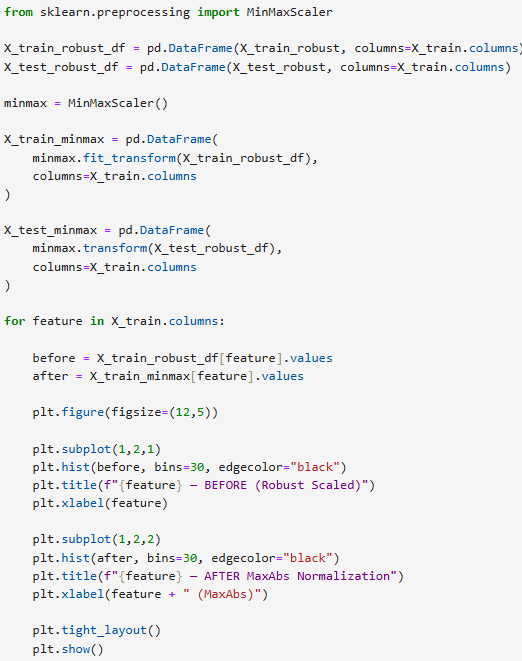 from sklearn.preprocessing import MinMaxScaler

X_train_robust_df = pd.DataFrame(X_train_robust, columns=X_train.columns)
X_test_robust_df = pd.DataFrame(X_test_robust, columns=X_train.columns)

minmax = MinMaxScaler()

X_train_minmax = pd.DataFrame(
    minmax.fit_transform(X_train_robust_df),
    columns=X_train.columns
)

X_test_minmax = pd.DataFrame(
    minmax.transform(X_test_robust_df),
    columns=X_train.columns
)

for feature in X_train.columns:

    before = X_train_robust_df[feature].values
    after = X_train_minmax[feature].values

    plt.figure(figsize=(12,5))

    plt.subplot(1,2,1)
    plt.hist(before, bins=30, edgecolor="black")
    plt.title(f"{feature} — BEFORE (Robust Scaled)")
    plt.xlabel(feature)

    plt.subplot(1,2,2)
    plt.hist(after, bins=30, edgecolor="black")
    plt.title(f"{feature} — AFTER MaxAbs Normalization")
    plt.xlabel(feature + " (MaxAbs)")

    plt.tight_layout()
    plt.show()